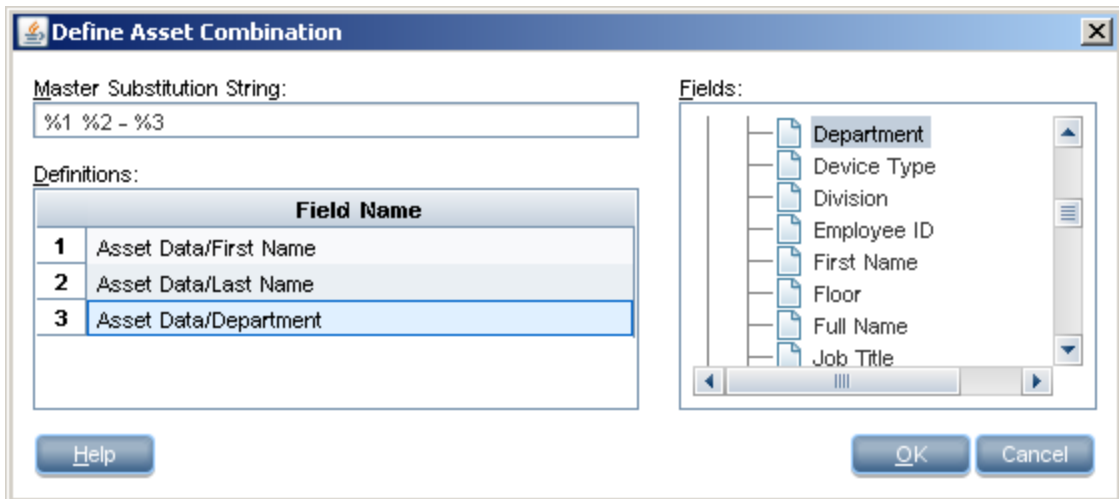 Define Asset Combination
Master Substitution String:
%1 %2 - %3
Definitions:
Field Name
1 Asset Data/First Name
2 Asset Data/Last Name
3 Asset Data/Department
Fields:
Department
Device Type
Division
Employee ID
First Name
Floor
Full Name
Job Title
Help
OK
Cancel